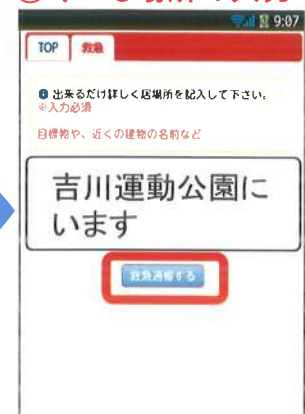 9:07
TOP 救急
❶ 出来るだけ詳しく居場所を記入して下さい。
※入力必須
目標物や、近くの建物の名前など
吉川運動公園に
います
救急通報する